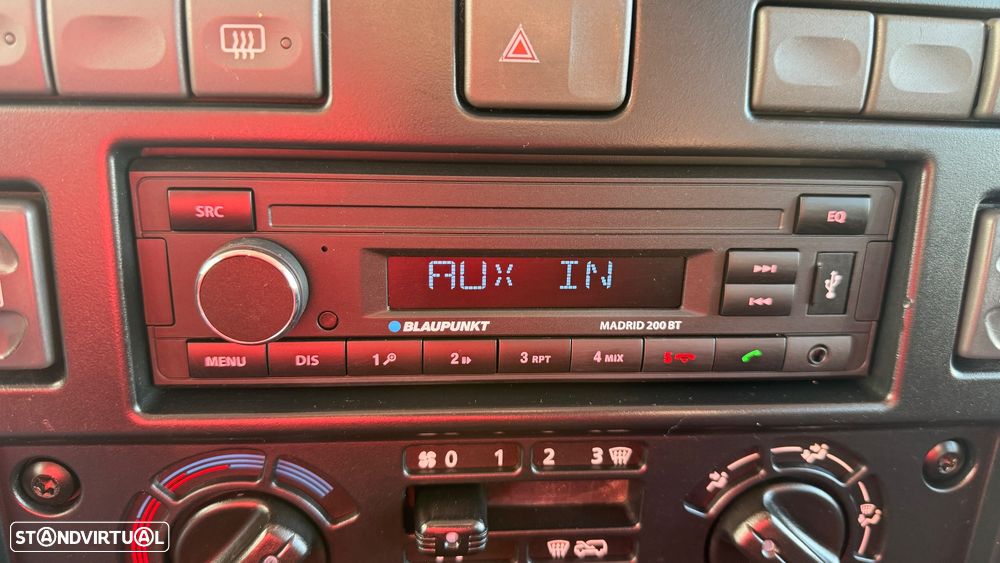 SRC
EQ
AUX IN
BLAUPUNKT
MADRID 200 BT
MENU
DIS
1
2
3 RPT
4 MIX
0 1 2 3
STANDVIRTUAL